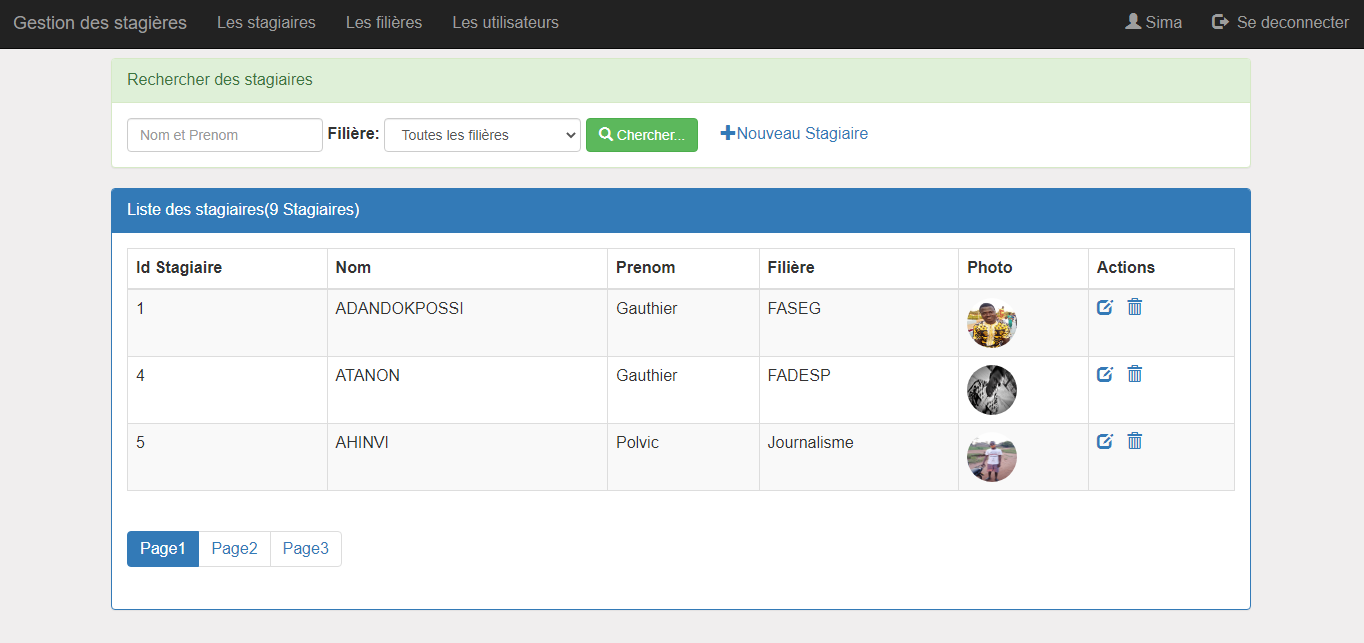 Gestion des stagières Les stagiaires Les filières Les utilisateurs Sima Se deconnecter
Rechercher des stagiaires
Nom et Prenom Filière: Toutes les filières Chercher... Nouveau Stagiaire
Liste des stagiaires(9 Stagiaires)
Id Stagiaire Nom Prenom Filière Photo Actions
1 ADANDOKPOSSI Gauthier FASEG
4 ATANON Gauthier FADESP
5 AHINVI Polvic Journalisme
Page1 Page2 Page3